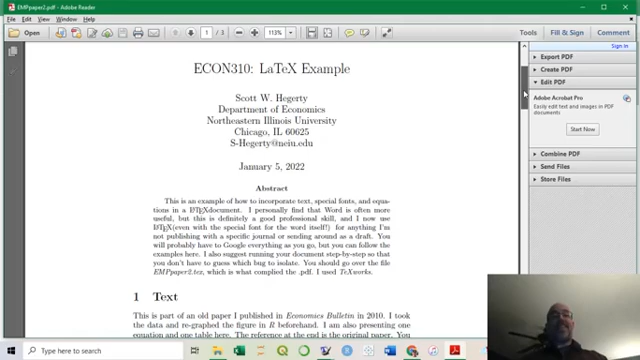 EMPpaper2.pdf - Adobe Acrobat Reader DC
File Edit View Window Help
Open 1 / 3 113% Tools Fill & Sign Comment
Sign In
Export PDF
Create PDF
Edit PDF
Adobe Acrobat Pro
Easily edit text and images in PDF
documents
Start Now
Combine PDF
Send Files
Store Files
ECON310: LaTeX Example
Scott W. Hegerty
Department of Economics
Northeastern Illinois University
Chicago, IL 60625
S-Hegerty@neiu.edu
January 5, 2022
Abstract
This is an example of how to incorporate text, special fonts, and equa-
tions in a LATEXdocument. I personally find that Word is often more
useful, but this is definitely a good professional skill, and I now use
LATEX(even with the special font for the word itself!) for anything I'm
not publishing with a specific journal or sending around as a draft. You
will probably have to Google everything as you go, but you can follow the
examples here. I also suggest running your document step-by-step so that
you don't have to guess which bug to isolate. You should go over the file
EMPpaper2.tex, which is what complied the .pdf. I used TeXworks.
1 Text
This is part of an old paper I published in Economics Bulletin in 2010. I took
the data and re-graphed the figure in R beforehand. I am also presenting one
equation and one table here. The reference at the end is the original paper. We
Type here to search